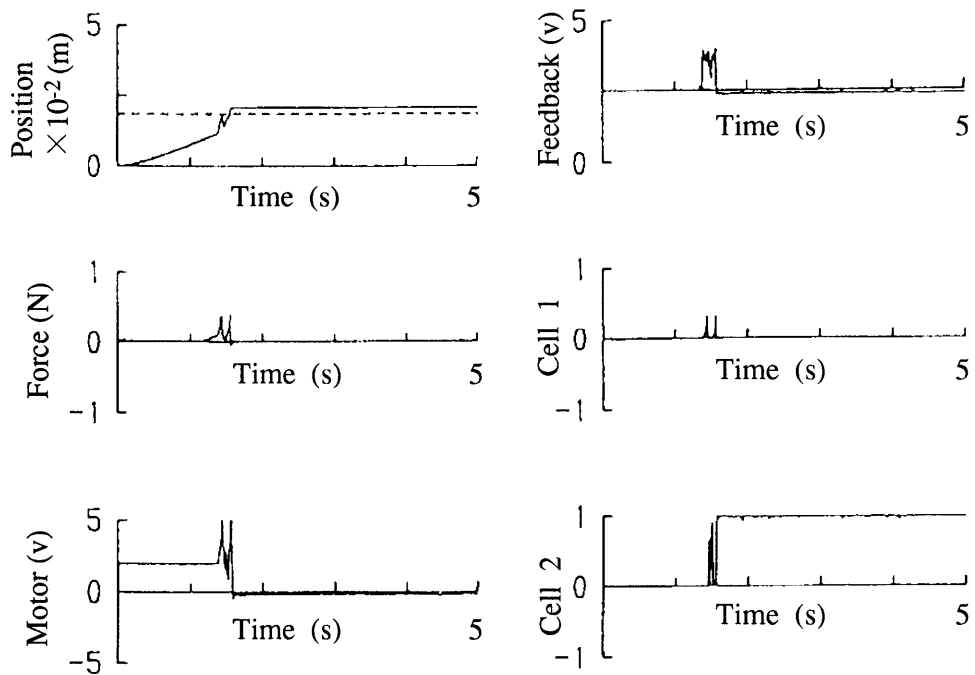 5
Position
×10-2 (m)
0
Time (s)
5
5
Feedback (v)
0
Time (s)
5
1
Force (N)
0
-1
Time (s)
5
1
Cell 1
0
-1
Time (s)
5
5
Motor (v)
0
-5
Time (s)
5
1
Cell 2
0
-1
Time (s)
5